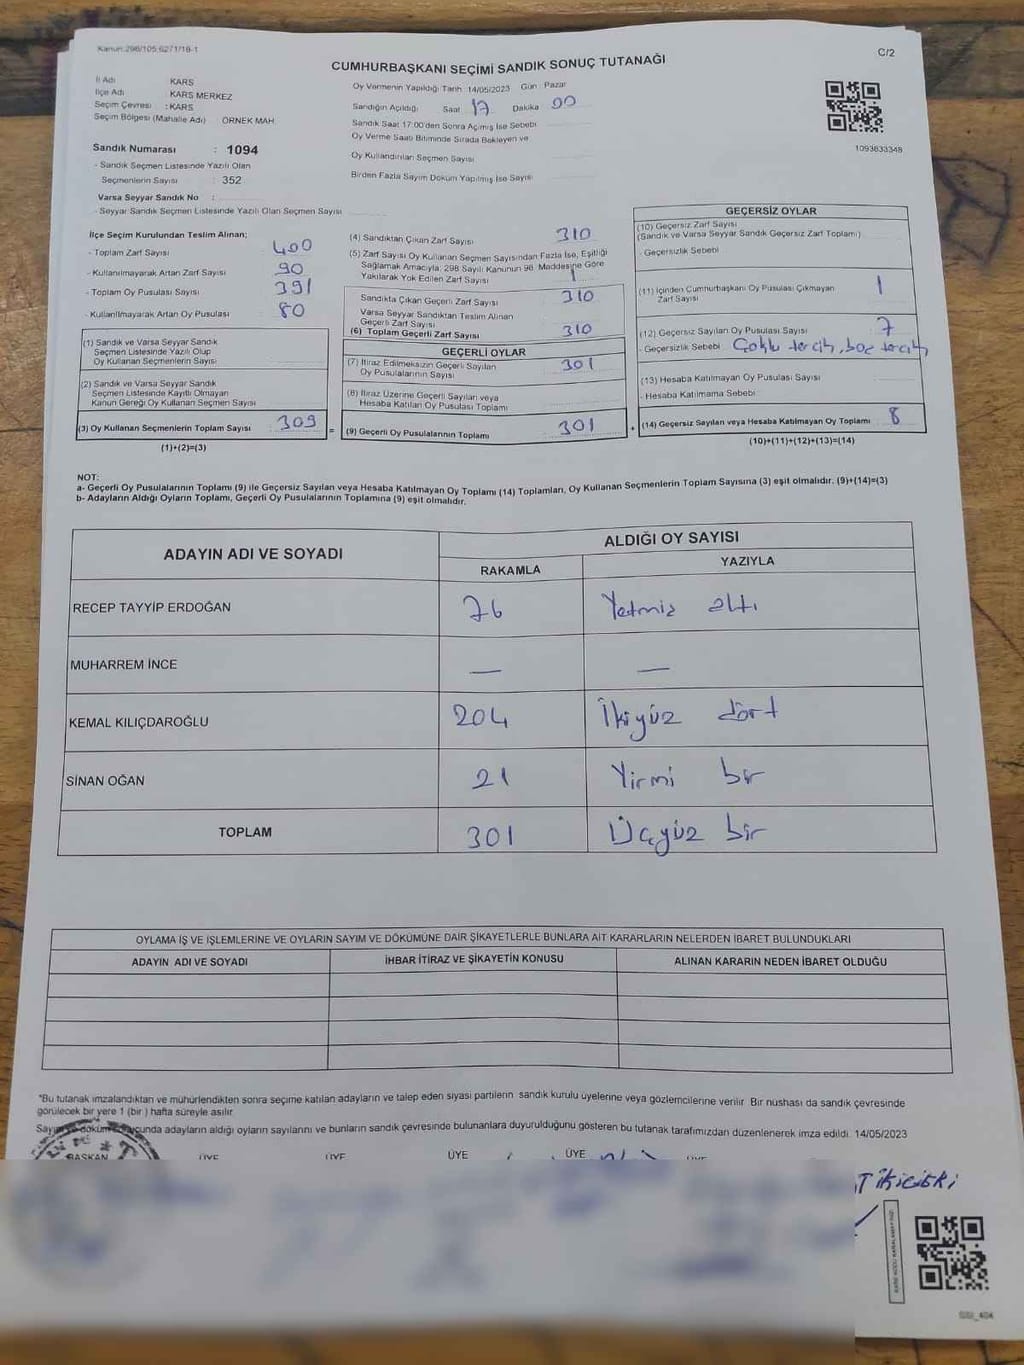 Kanun:298/105,6271/18-1
C/2
CUMHURBAŞKANI SEÇİMİ SANDIK SONUÇ TUTANAĞI
İl Adı KARS
İlçe Adı KARS MERKEZ
Seçim Çevresi : KARS
Seçim Bölgesi (Mahalle Adı) ÖRNEK MAH.
Sandık Numarası : 1094
- Sandık Seçmen Listesinde Yazılı Olan
Seçmenlerin Sayısı : 352
Varsa Seyyar Sandık No :
- Seyyar Sandık Seçmen Listesinde Yazılı Olan Seçmen Sayısı
Oy Vermenin Yapıldığı Tarih 14/05/2023 Gün : Pazar
Sandığın Açıldığı Saat 17 Dakika 00
Sandık Saat 17:00'den Sonra Açmış İse Sebebi
Oy Verme Saati Bitiminde Sırada Bekleyen ve
Oy Kullandırılan Seçmen Sayısı
Birden Fazla Sayım Döküm Yapılmış İse Sayısı
1093633348
İlçe Seçim Kurulundan Teslim Alınan;
- Toplam Zarf Sayısı 400
- Kullanılmayarak Artan Zarf Sayısı 90
- Toplam Oy Pusulası Sayısı 391
- Kullanılmayarak Artan Oy Pusulası 80
(1) Sandık ve Varsa Seyyar Sandık
Seçmen Listesinde Yazılı Olup
Oy Kullanan Seçmenlerin Sayısı
(2) Sandık ve Varsa Seyyar Sandık
Seçmen Listesinde Kayıtlı Olmayan
Kanun Gereği Oy Kullanan Seçmen Sayısı
(3) Oy Kullanan Seçmenlerin Toplam Sayısı 309
(1)+(2)=(3)
(4) Sandıktan Çıkan Zarf Sayısı 310
(5) Zarf Sayısı Oy Kullanan Seçmen Sayısından Fazla İse, Eşitliği
Sağlamak Amacıyla, 298 Sayılı Kanunun 98. Maddesine Göre
Yakılarak Yok Edilen Zarf Sayısı 1
Sandıkta Çıkan Geçerli Zarf Sayısı 310
Varsa Seyyar Sandıktan Teslim Alınan
Geçerli Zarf Sayısı
(6) Toplam Geçerli Zarf Sayısı 310
GEÇERLİ OYLAR
(7) İtiraz Edilmeksizin Geçerli Sayılan
Oy Pusulalarının Sayısı 301
(8) İtiraz Üzerine Geçerli Sayılan veya
Hesaba Katılan Oy Pusulası Toplamı
= (9) Geçerli Oy Pusulalarının Toplamı 301
GEÇERSİZ OYLAR
(10) Geçersiz Zarf Sayısı
(Sandık ve Varsa Seyyar Sandık Geçersiz Zarf Toplamı)
- Geçersizlik Sebebi
(11) İçinden Cumhurbaşkanı Oy Pusulası Çıkmayan
Zarf Sayısı 1
(12) Geçersiz Sayılan Oy Pusulası Sayısı 7
- Geçersizlik Sebebi Çoklu tercih, boş tercih
(13) Hesaba Katılmayan Oy Pusulası Sayısı
- Hesaba Katılmama Sebebi
+ (14) Geçersiz Sayılan veya Hesaba Katılmayan Oy Toplamı 8
(10)+(11)+(12)+(13)=(14)
NOT:
a- Geçerli Oy Pusulalarının Toplamı (9) ile Geçersiz Sayılan veya Hesaba Katılmayan Oy Toplamı (14) Toplamları, Oy Kullanan Seçmenlerin Toplam Sayısına (3) eşit olmalıdır. (9)+(14)=(3)
b- Adayların Aldığı Oyların Toplamı, Geçerli Oy Pusulalarının Toplamına (9) eşit olmalıdır.
ADAYIN ADI VE SOYADI
ALDIĞI OY SAYISI
RAKAMLA YAZIYLA
RECEP TAYYİP ERDOĞAN 76 Yetmiş altı
MUHARREM İNCE — —
KEMAL KILIÇDAROĞLU 204 İkiyüz dört
SİNAN OĞAN 21 Yirmi bir
TOPLAM 301 Üçyüz bir
OYLAMA İŞ VE İŞLEMLERİNE VE OYLARIN SAYIM VE DÖKÜMÜNE DAİR ŞİKAYETLERLE BUNLARA AİT KARARLARIN NELERDEN İBARET BULUNDUKLARI
ADAYIN ADI VE SOYADI İHBAR İTİRAZ VE ŞİKAYETİN KONUSU ALINAN KARARIN NEDEN İBARET OLDUĞU
*Bu tutanak imzalandıktan ve mühürlendikten sonra seçime katılan adayların ve talep eden siyasi partilerin sandık kurulu üyelerine veya gözlemcilerine verilir. Bir nüshası da sandık çevresinde
görülecek bir yere 1 (bir) hafta süreyle asılır.
adayların aldığı oyların sayılarını ve bunların sandık çevresinde bulunanlara duyurulduğunu gösteren bu tutanak tarafımızdan düzenlenerek imza edildi. 14/05/2023
BAŞKAN ÜYE ÜYE ÜYE ÜYE ÜYE